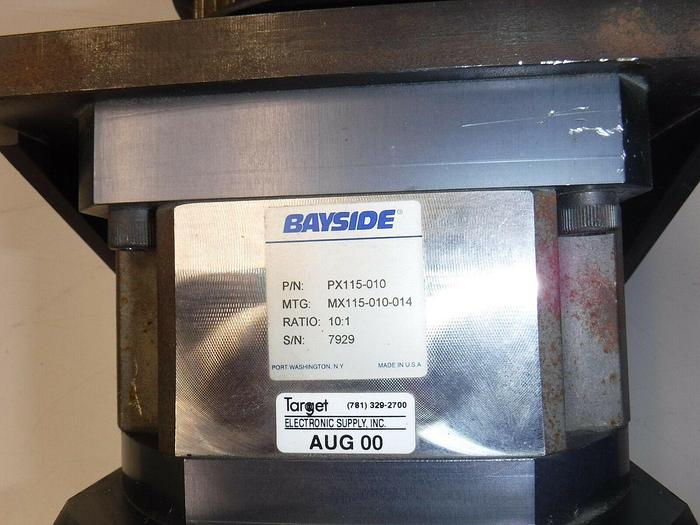 BAYSIDE®
P/N: PX115-010
MTG: MX115-010-014
RATIO: 10:1
S/N: 7929
PORT WASHINGTON, N.Y MADE IN U.S.A
Target (781) 329-2700
ELECTRONIC SUPPLY, INC.
AUG 00